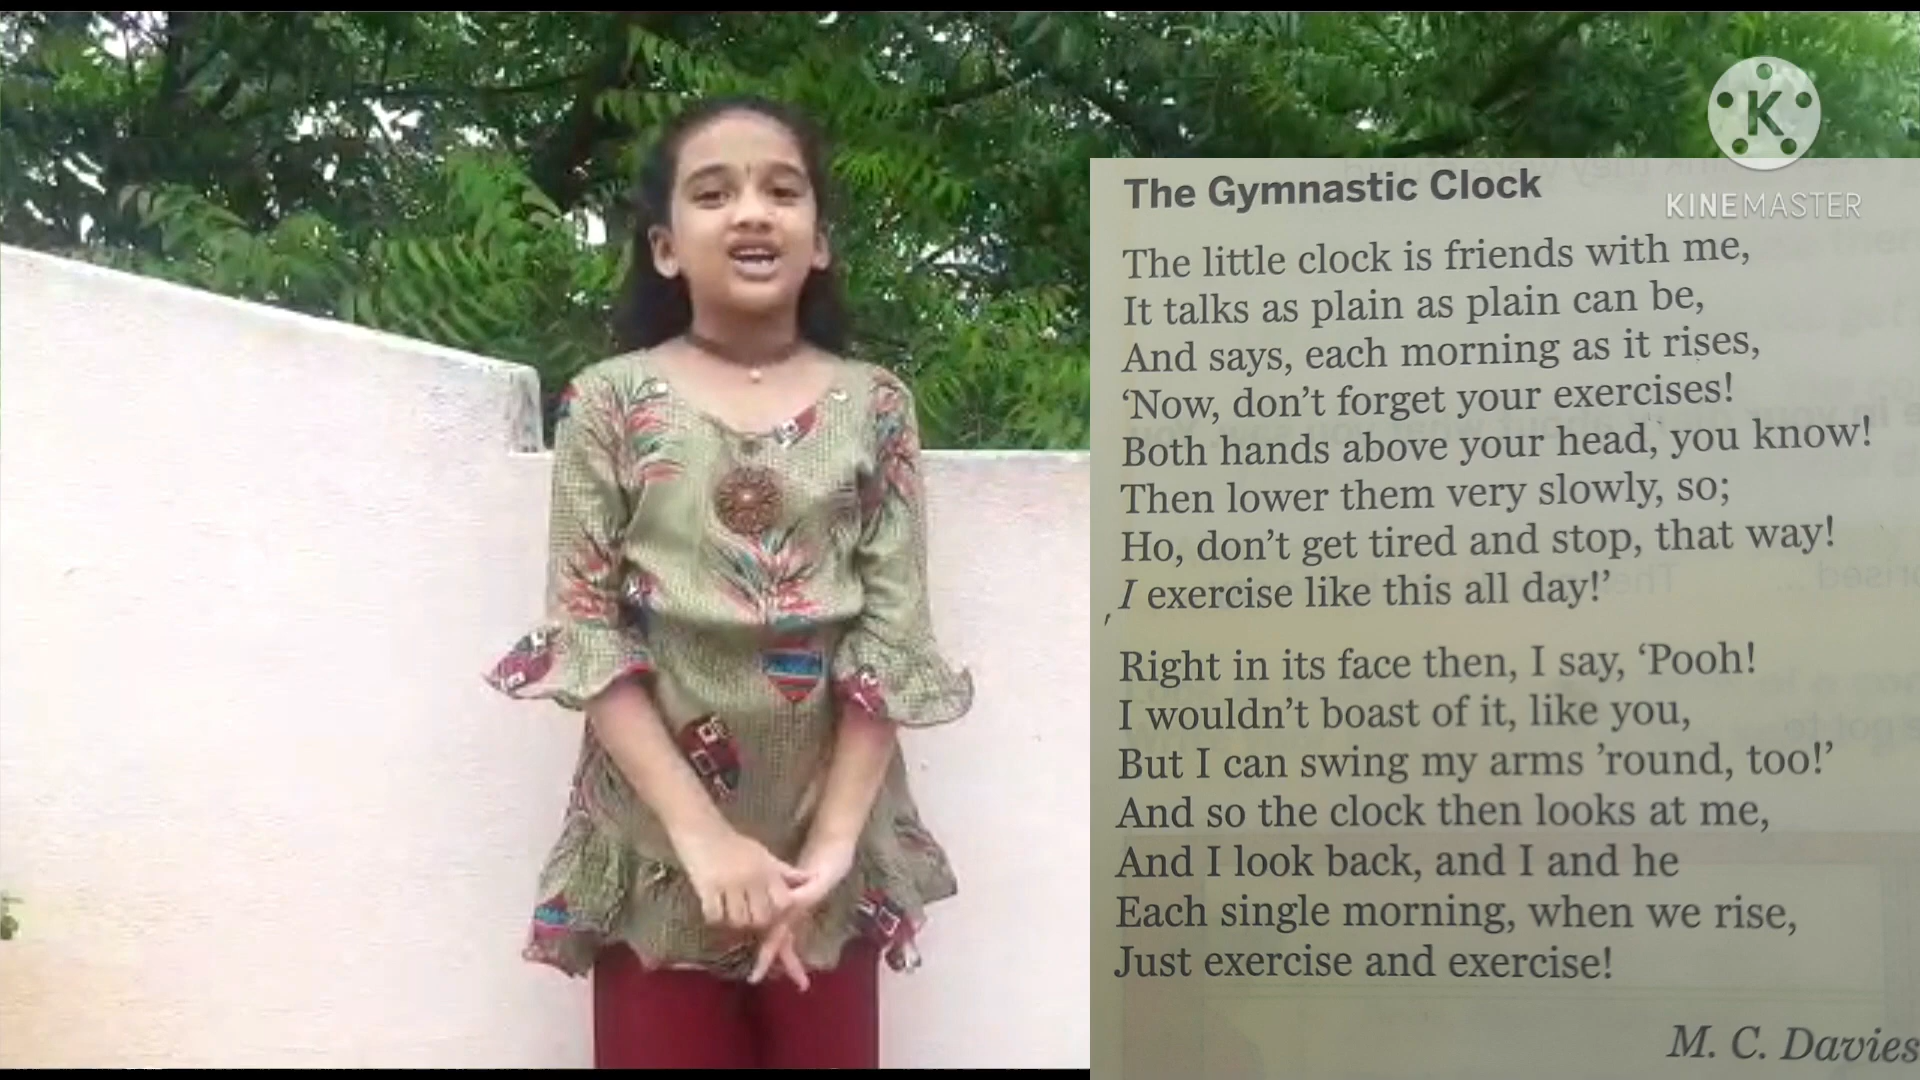 K
KINEMASTER
The Gymnastic Clock
The little clock is friends with me,
It talks as plain as plain can be,
And says, each morning as it rises,
‘Now, don’t forget your exercises!
Both hands above your head, you know!
Then lower them very slowly, so;
Ho, don’t get tired and stop, that way!
I exercise like this all day!’
Right in its face then, I say, ‘Pooh!
I wouldn’t boast of it, like you,
But I can swing my arms ’round, too!’
And so the clock then looks at me,
And I look back, and I and he
Each single morning, when we rise,
Just exercise and exercise!
M. C. Davies